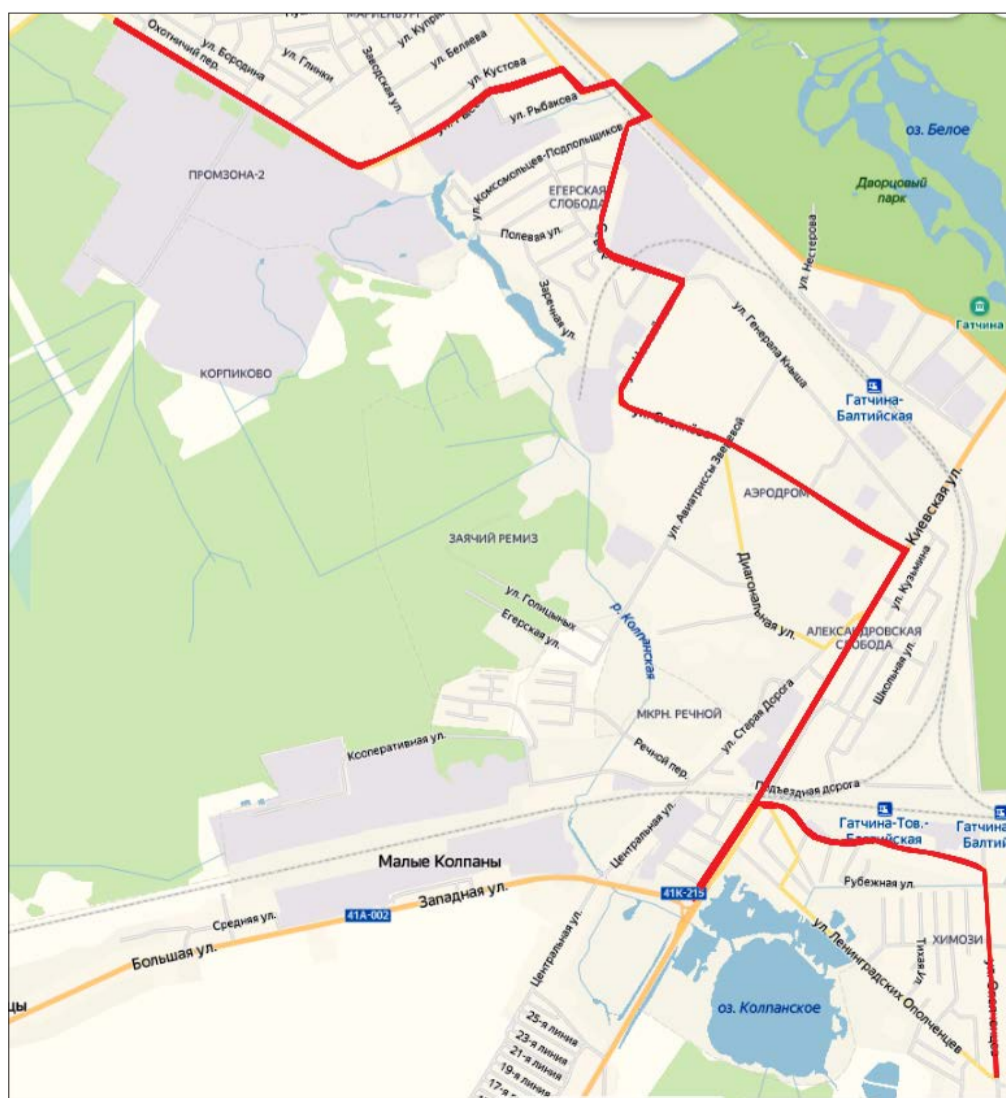 МАРИЕНБУРГ
Охотничий пер.
ул. Бородина
ул. Глинки
Заводская ул.
ул. Беляева
ул. Кустова
ул. Рыбакова
оз. Белое
Дворцовый
парк
ПРОМЗОНА-2
ул. Комсомольцев-Подпольщиков
ЕГЕРСКАЯ
СЛОБОДА
Полевая ул.
ул. Нестерова
Заречная ул.
Гатчина
ул. Генерала Кныша
КОРПИКОВО
Гатчина-
Балтийская
ул. Авиатриссы Зверевой
Киевская ул.
АЭРОДРОМ
ЗАЯЧИЙ РЕМИЗ
ул. Кузьмина
Диагональная ул.
ул. Голицыных
Егерская ул.
р. Колпанская
АЛЕКСАНДРОВСКАЯ
СЛОБОДА
Школьная ул.
МКРН. РЕЧНОЙ
ул. Старая Дорога
Кооперативная ул.
Речной пер.
Подъездная дорога
Гатчина-Тов.-
Балтийская
Центральная ул.
Малые Колпаны
Западная ул.
41К-215
Рубежная ул.
41А-002
Средняя ул.
Большая ул.
Центральная ул.
ул. Ленинградских Ополченцев
Тихая ул.
ХИМОЗИ
оз. Колпанское
25-я линия
23-я линия
21-я линия
19-я линия